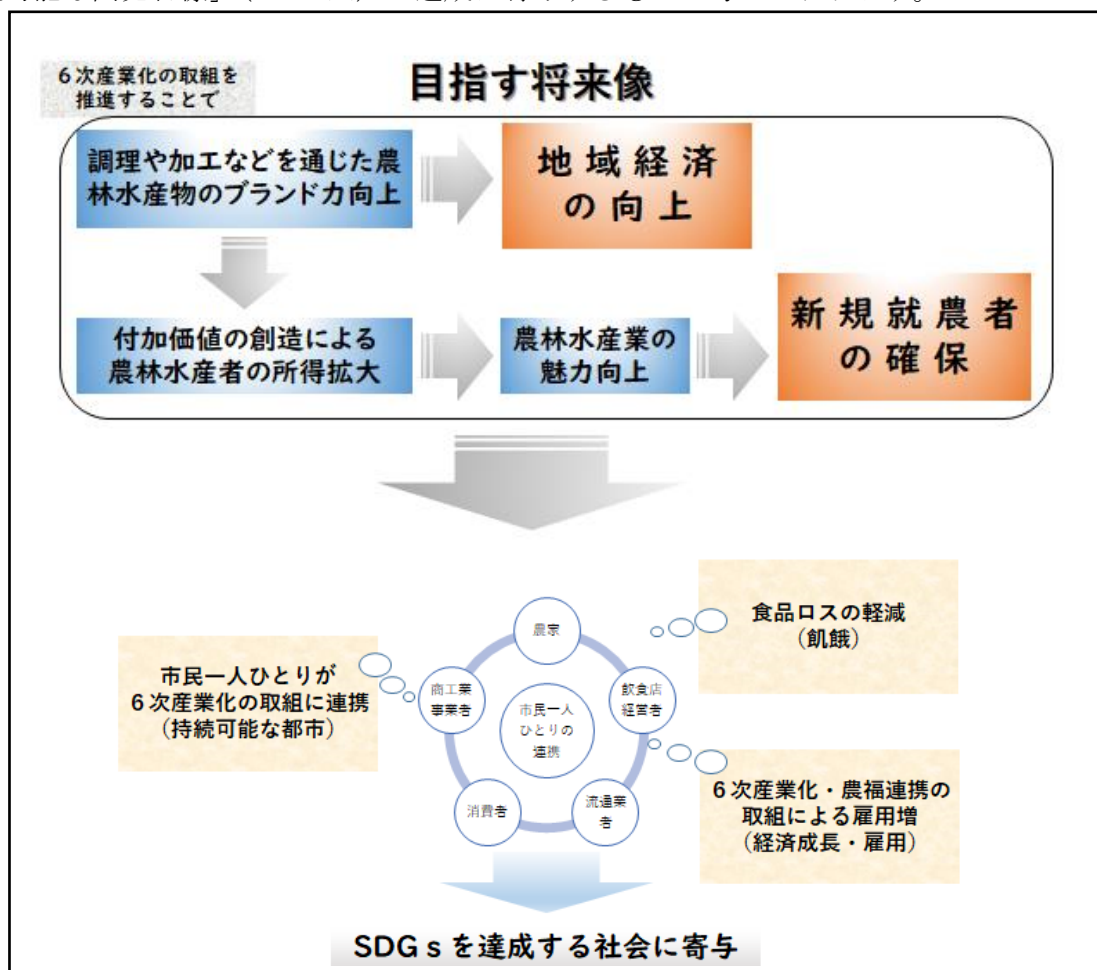 6次産業化の取組を
推進することで
目指す将来像
調理や加工などを通じた農
林水産物のブランド力向上
地域経済
の向上
付加価値の創造による
農林水産者の所得拡大
農林水産業の
魅力向上
新規就農者
の確保
農家
食品ロスの軽減
(飢餓)
市民一人ひとりが
6次産業化の取組に連携
(持続可能な都市)
商工業
事業者
市民一人
ひとりの
連携
飲食店
経営者
消費者
流通業
者
6次産業化・農福連携の
取組による雇用増
(経済成長・雇用)
SDGsを達成する社会に寄与